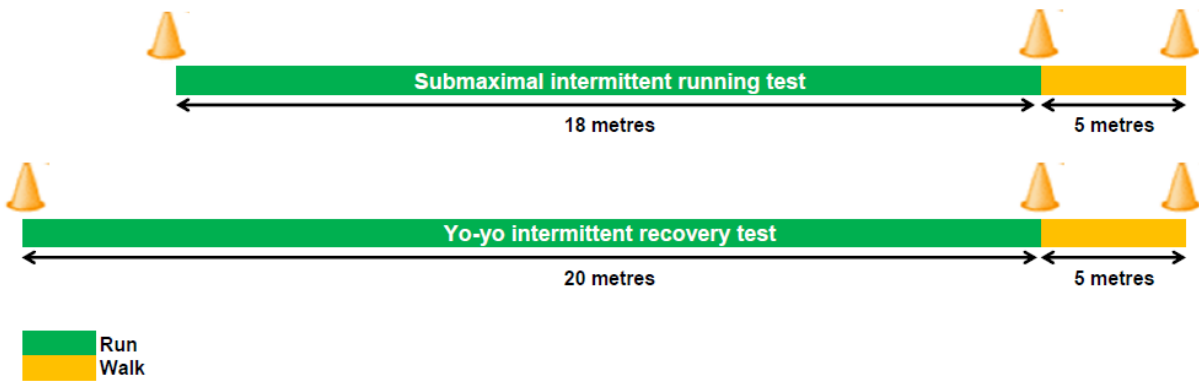 Submaximal intermittent running test
18 metres
5 metres
Yo-yo intermittent recovery test
20 metres
5 metres
Run
Walk